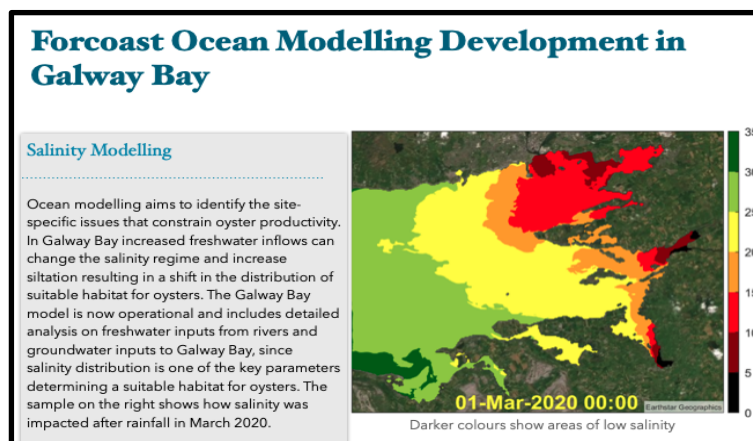 Forcoast Ocean Modelling Development in
Galway Bay
Salinity Modelling
Ocean modelling aims to identify the site-
specific issues that constrain oyster productivity.
In Galway Bay increased freshwater inflows can
change the salinity regime and increase
siltation resulting in a shift in the distribution of
suitable habitat for oysters. The Galway Bay
model is now operational and includes detailed
analysis on freshwater inputs from rivers and
groundwater inputs to Galway Bay, since
salinity distribution is one of the key parameters
determining a suitable habitat for oysters. The
sample on the right shows how salinity was
impacted after rainfall in March 2020.
35
30
25
20
15
10
5
0
01-Mar-2020 00:00
Earthstar Geographics
Darker colours show areas of low salinity